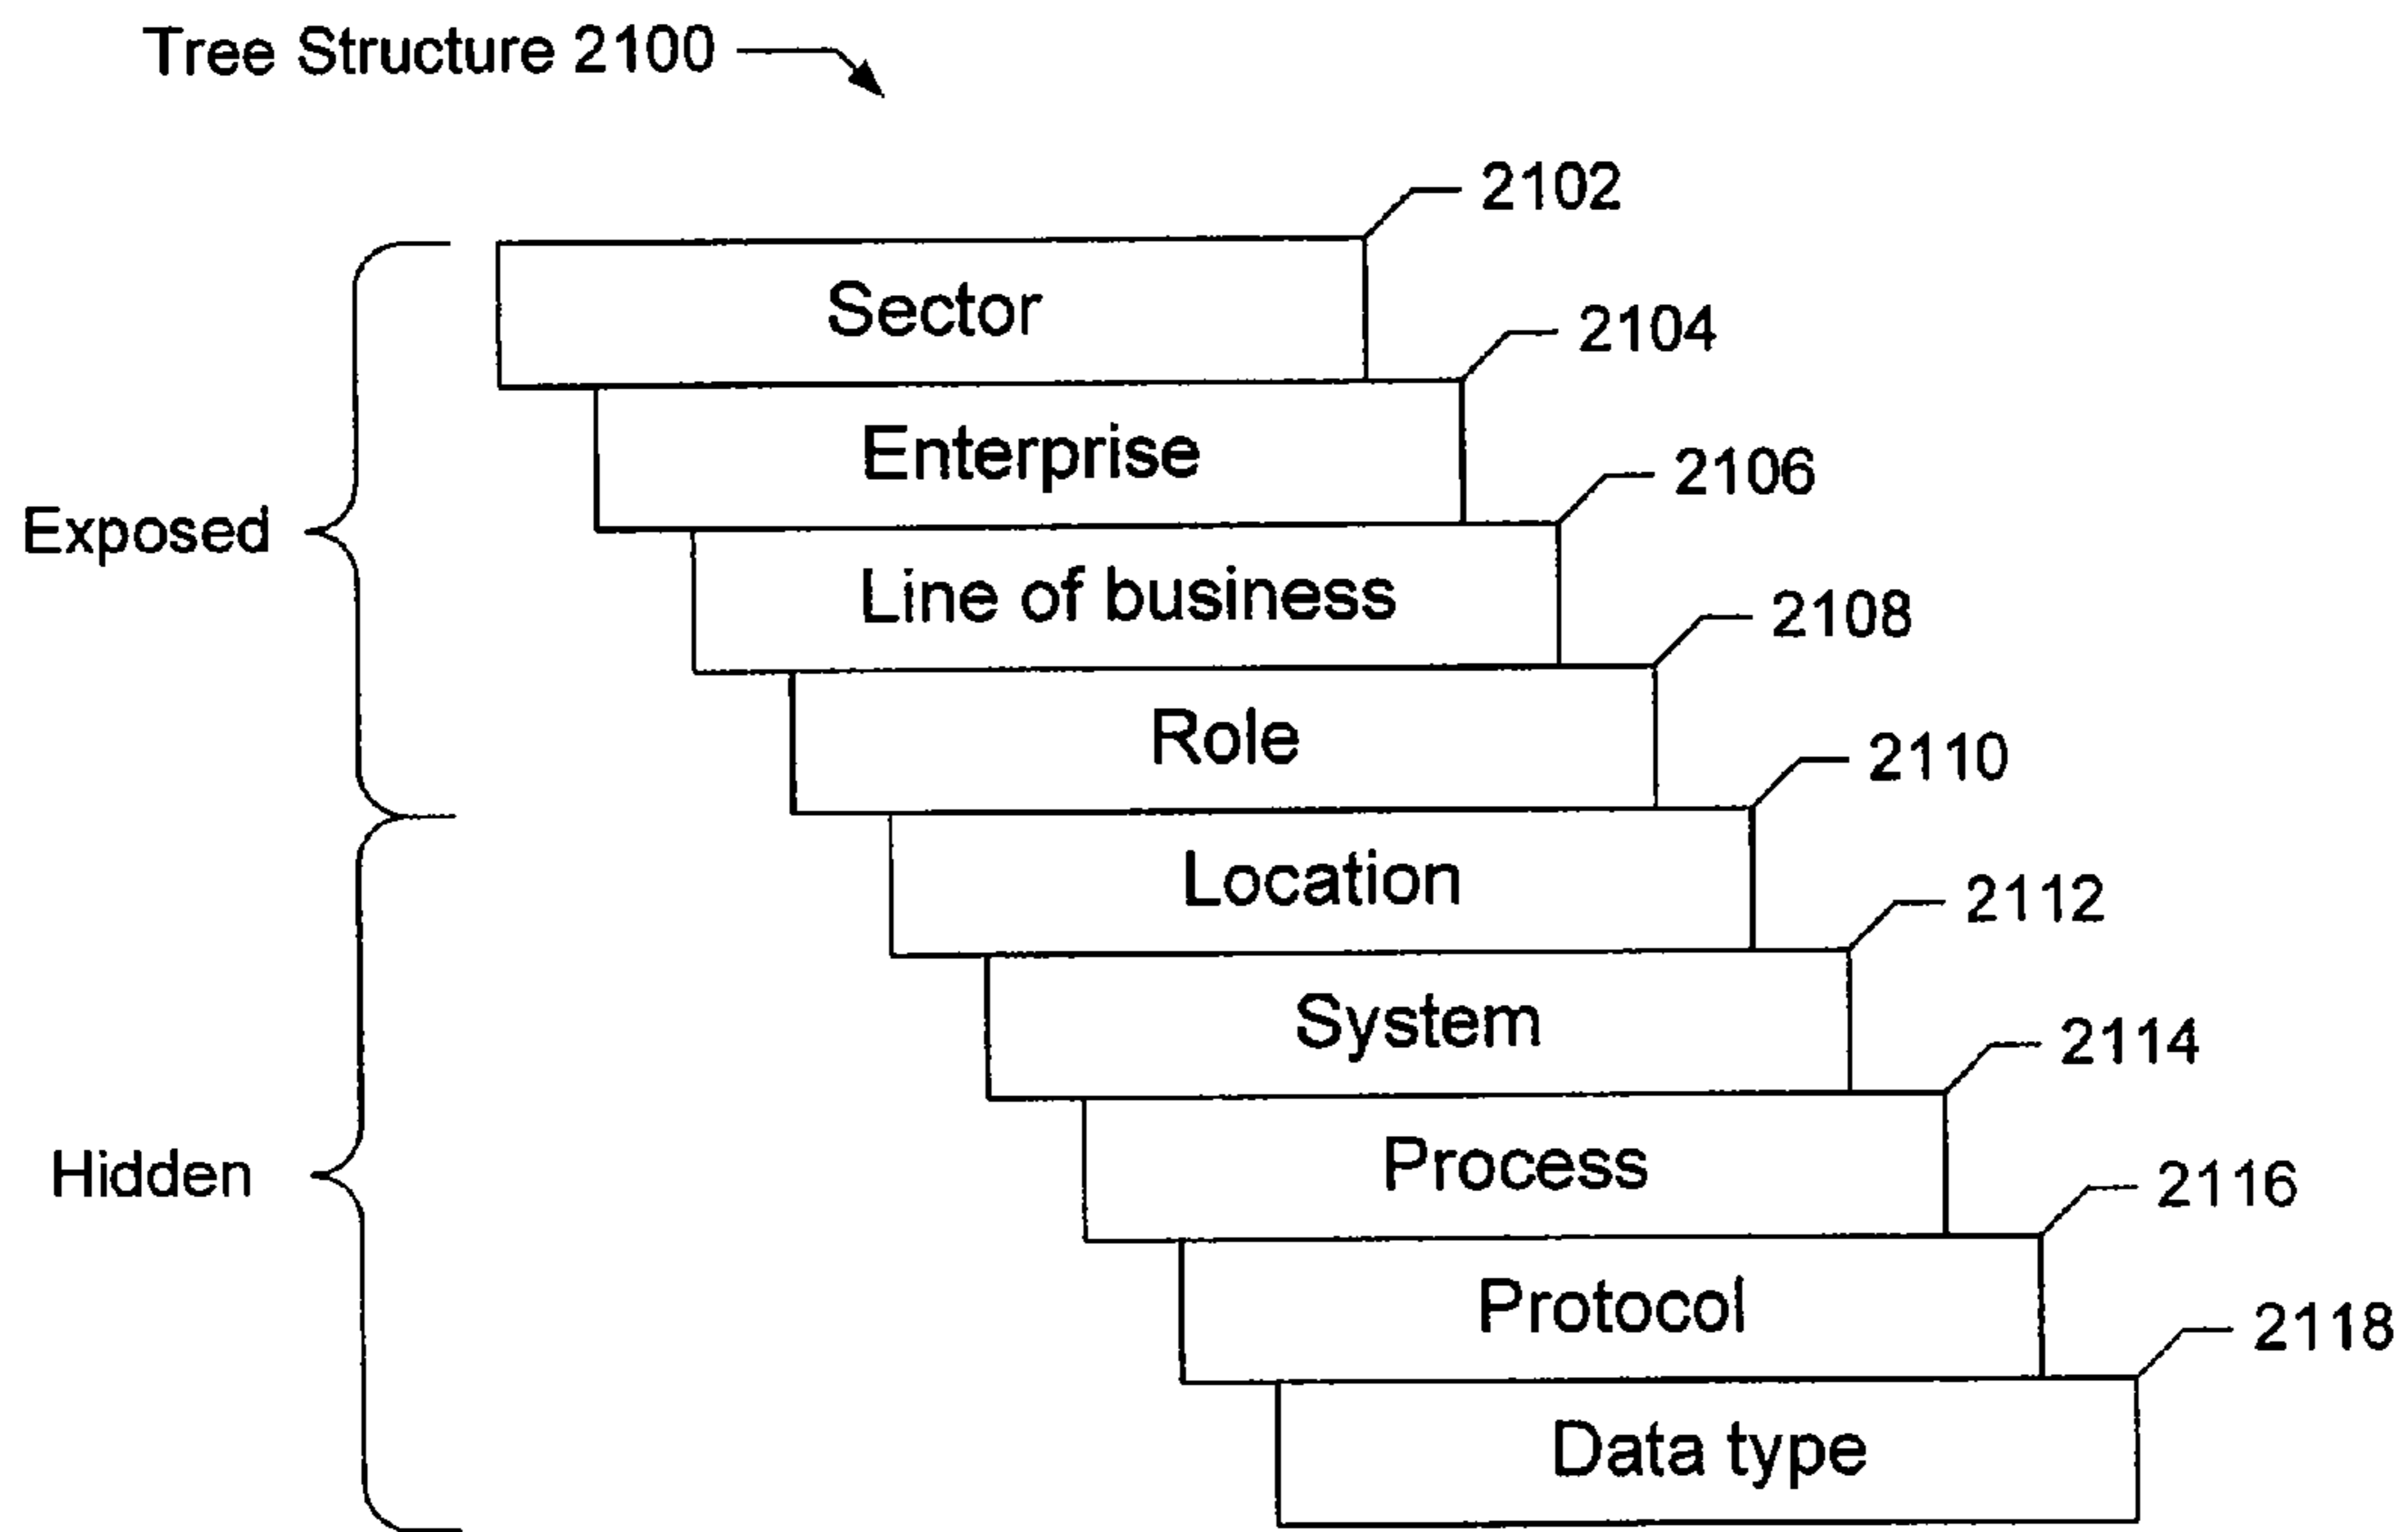 Tree Structure 2100
2102
Sector
2104
Enterprise
2106
Exposed
Line of business
2108
Role
2110
Location
2112
System
2114
Hidden
Process
2116
Protocol
2118
Data type